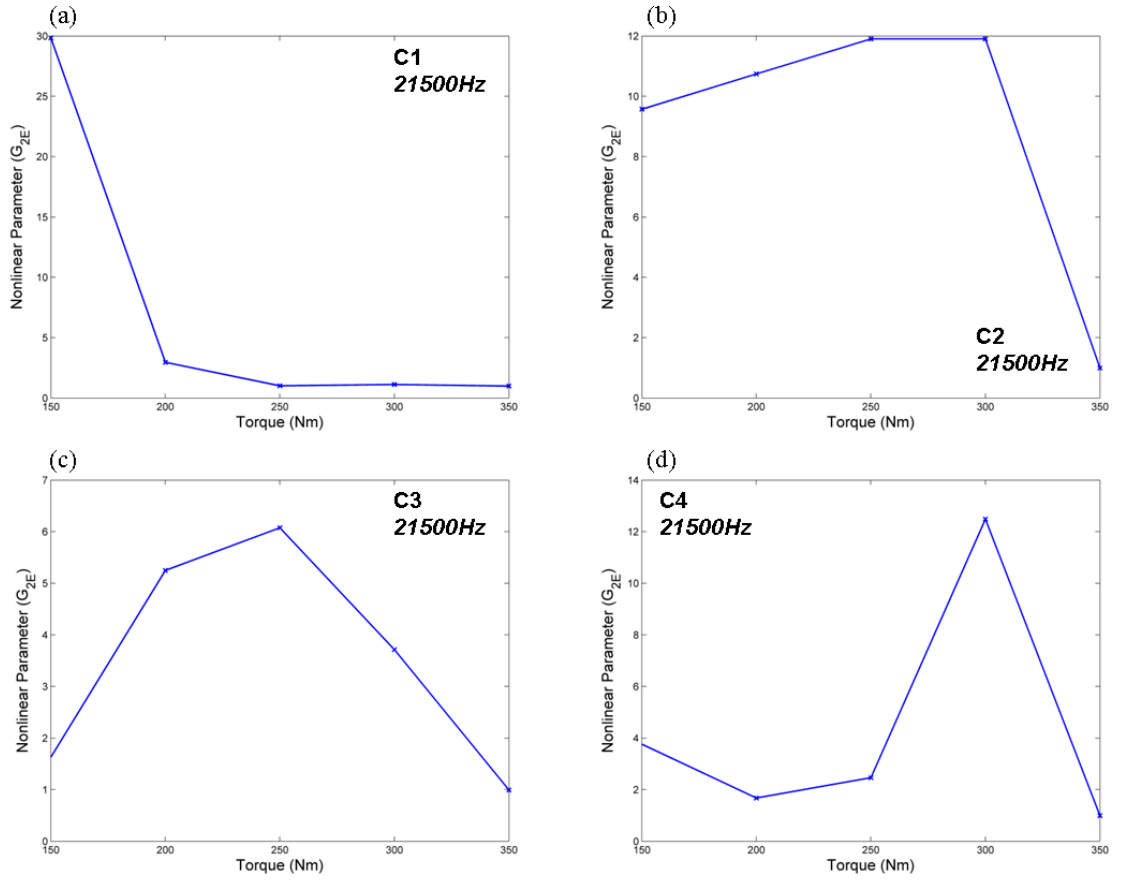 (a)
30
25
20
15
10
5
0
150 200 250 300 350
Nonlinear Parameter (G2E)
Torque (Nm)
C1
21500Hz
(b)
12
10
8
6
4
2
0
150 200 250 300 350
Nonlinear Parameter (G2E)
Torque (Nm)
C2
21500Hz
(c)
7
6
5
4
3
2
1
0
150 200 250 300 350
Nonlinear Parameter (G2E)
Torque (Nm)
C3
21500Hz
(d)
14
12
10
8
6
4
2
0
150 200 250 300 350
Nonlinear Parameter (G2E)
Torque (Nm)
C4
21500Hz